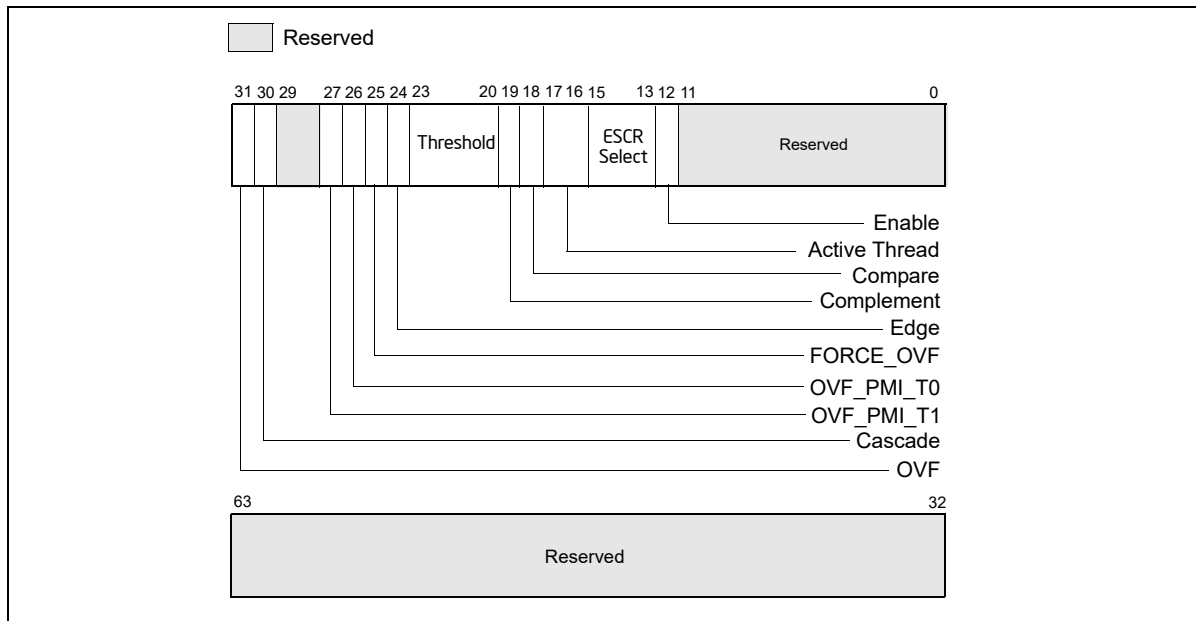 Reserved
31 30 29 27 26 25 24 23 20 19 18 17 16 15 13 12 11 0
Threshold
ESCR
Select
Reserved
Enable
Active Thread
Compare
Complement
Edge
FORCE_OVF
OVF_PMI_T0
OVF_PMI_T1
Cascade
OVF
63 32
Reserved